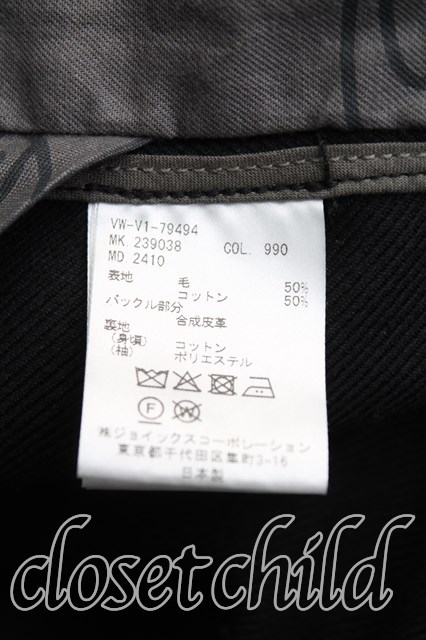 VW-V1-79494
MK. 239038 COL. 990
MD. 2410
表地 毛 50%
コットン 50%
バックル部分
合成皮革
裏地
(身頃) コットン
(袖) ポリエステル
F W
株ジョイックスコーポレーション
東京都千代田区隼町3-16
日本製
closet child